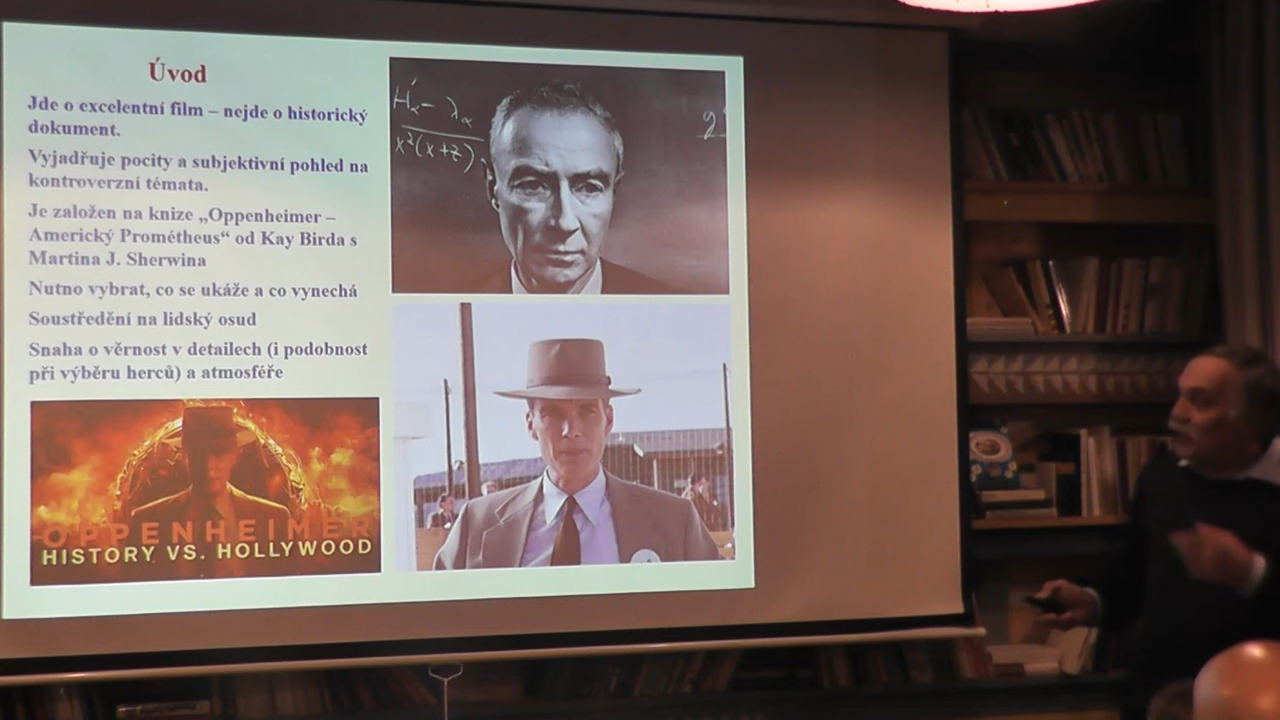 Úvod
Jde o excelentní film – nejde o historický
dokument.
Vyjadřuje pocity a subjektivní pohled na
kontroverzní témata.
Je založen na knize „Oppenheimer –
Americký Prométheus“ od Kay Birda s
Martina J. Sherwina
Nutno vybrat, co se ukáže a co vynechá
Soustředění na lidský osud
Snaha o věrnost v detailech (i podobnost
při výběru herců) a atmosféře
OPPENHEIMER
HISTORY VS. HOLLYWOOD